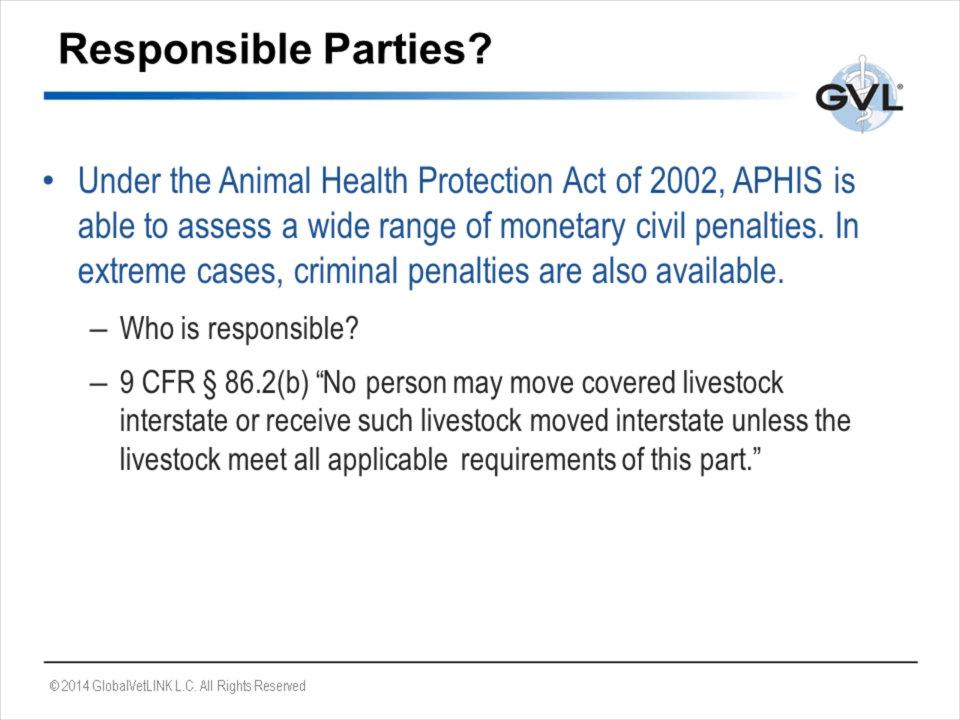 Responsible Parties?
GVL®
• Under the Animal Health Protection Act of 2002, APHIS is
able to assess a wide range of monetary civil penalties. In
extreme cases, criminal penalties are also available.
– Who is responsible?
– 9 CFR § 86.2(b) “No person may move covered livestock
interstate or receive such livestock moved interstate unless the
livestock meet all applicable requirements of this part.”
© 2014 GlobalVetLINK L.C. All Rights Reserved